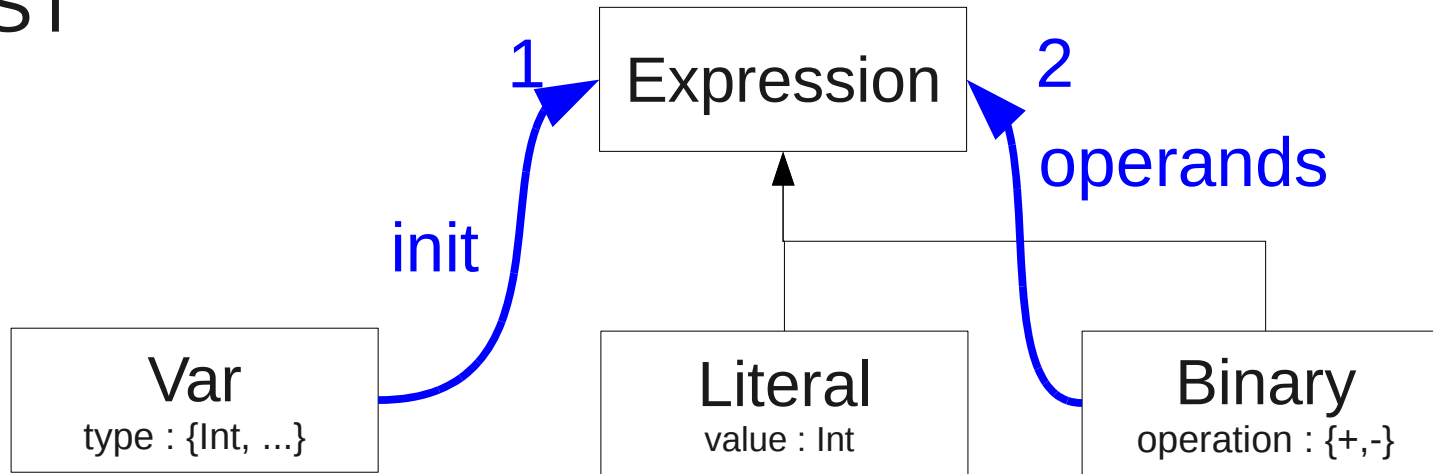 1
Expression
2
operands
init
Var
type : {Int, ...}
Literal
value : Int
Binary
operation : {+,-}